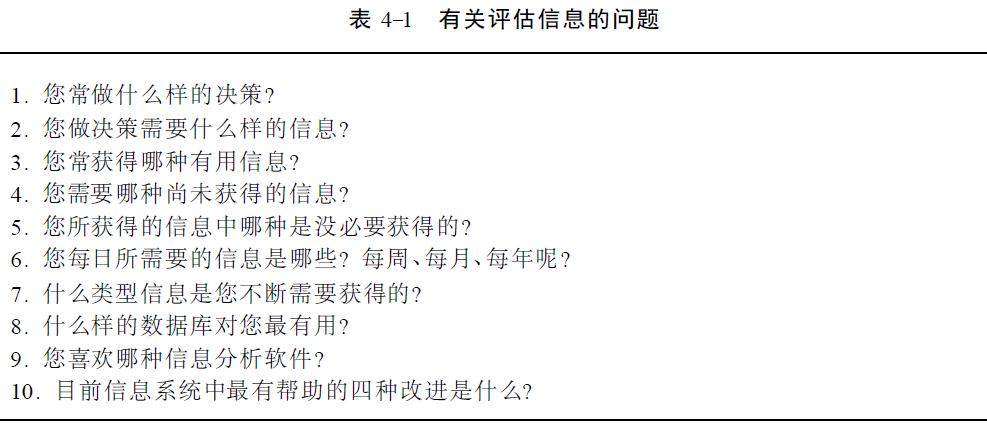 表 4–1 有关评估信息的问题
1. 您常做什么样的决策?
2. 您做决策需要什么样的信息?
3. 您常获得哪种有用信息?
4. 您需要哪种尚未获得的信息?
5. 您所获得的信息中哪种是没必要获得的?
6. 您每日所需要的信息是哪些? 每周、每月、每年呢?
7. 什么类型信息是您不断需要获得的?
8. 什么样的数据库对您最有用?
9. 您喜欢哪种信息分析软件?
10. 目前信息系统中最有帮助的四种改进是什么?